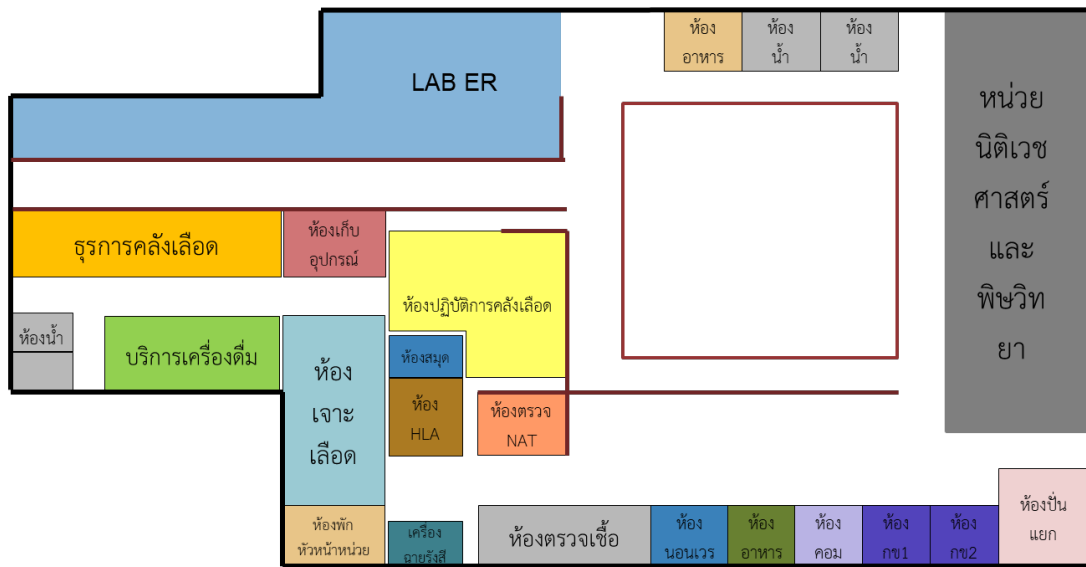 LAB ER
ห้อง
อาหาร
ห้อง
น้ำ
ห้อง
น้ำ
หน่วย
นิติเวช
ศาสตร์
และ
พิษวิท
ยา
ธุรการคลังเลือด
ห้องเก็บ
อุปกรณ์
ห้องปฏิบัติการคลังเลือด
ห้องน้ำ
บริการเครื่องดื่ม
ห้อง
เจาะ
เลือด
ห้องสมุด
ห้อง
HLA
ห้องตรวจ
NAT
ห้องพัก
หัวหน้าหน่วย
เครื่อง
ฉายรังสี
ห้องตรวจเชื้อ
ห้อง
นอนเวร
ห้อง
อาหาร
ห้อง
คอม
ห้อง
กข1
ห้อง
กข2
ห้องปั่น
แยก